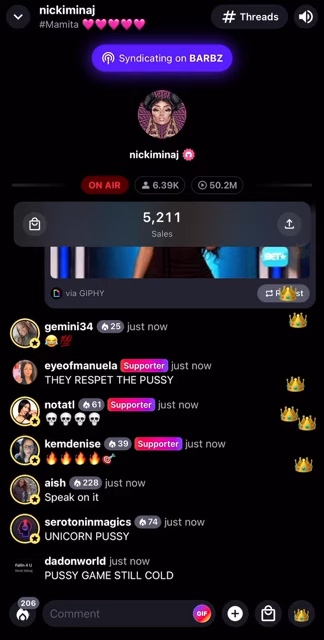 nickiminaj
#Mamita 💗💗💗💗💗
# Threads
Syndicating on BARBZ
nickiminaj
ON AIR 6.39K 50.2M
5,211
Sales
BET★
via GIPHY
gemini34 25 just now
😂💯
eyeofmanuela Supporter just now
THEY RESPET THE PUSSY
notatl 61 Supporter just now
💀💀💀💀
kemdenise 39 Supporter just now
🔥🔥🔥🔥🎯
aish 228 just now
Speak on it
serotoninmagics 74 just now
UNICORN PUSSY
dadonworld just now
PUSSY GAME STILL COLD
206
Comment
GIF